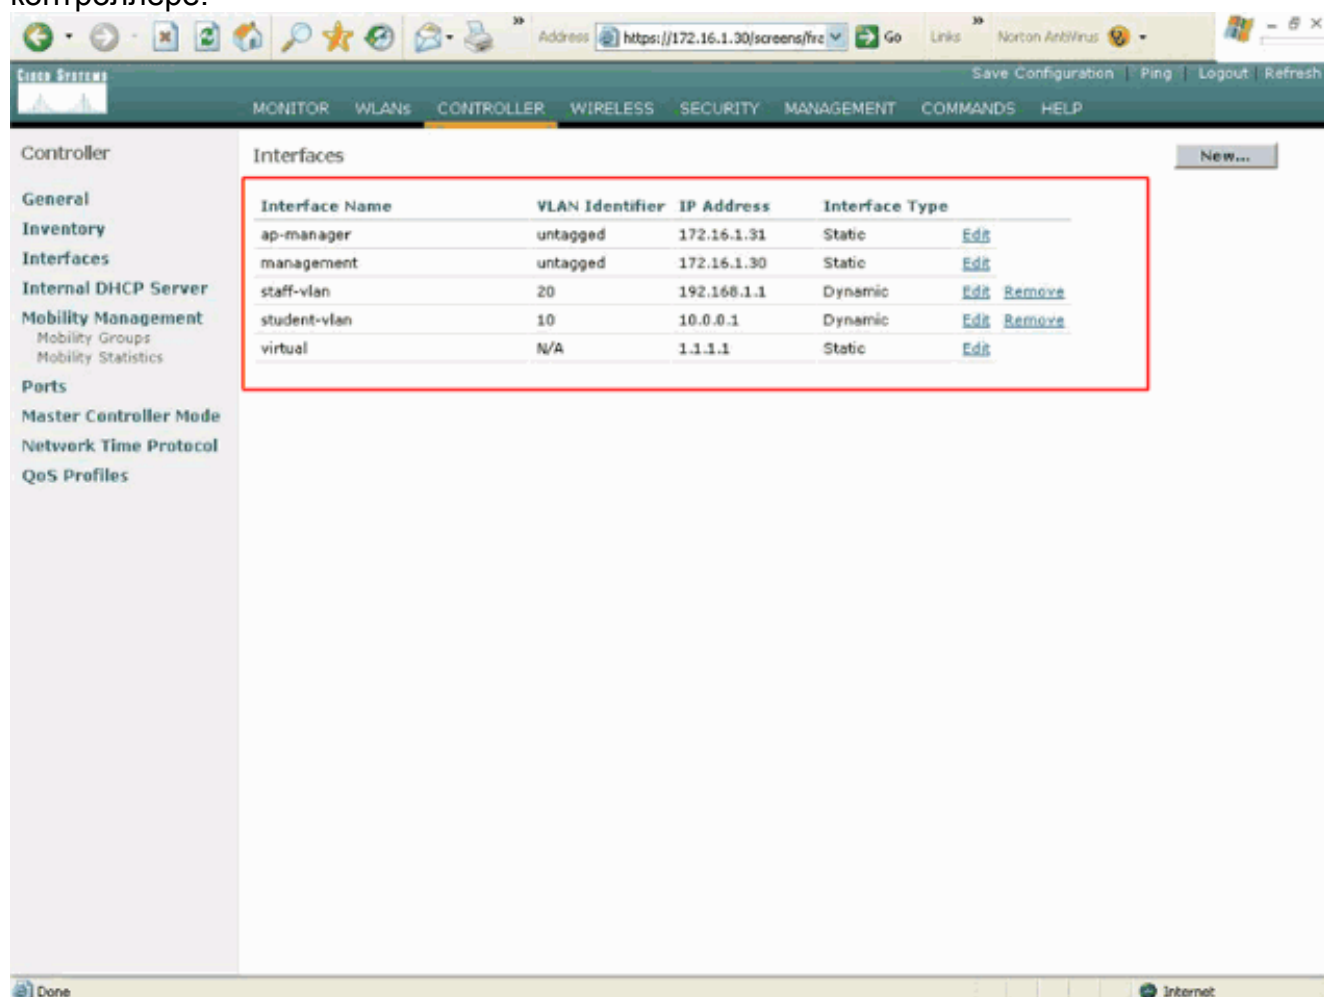 контроллере:
Address https://172.16.1.30/screens/fra Go Links Norton AntiVirus
CISCO SYSTEMS
Save Configuration | Ping | Logout | Refresh
MONITOR WLANs CONTROLLER WIRELESS SECURITY MANAGEMENT COMMANDS HELP
Controller
General
Inventory
Interfaces
Internal DHCP Server
Mobility Management
Mobility Groups
Mobility Statistics
Ports
Master Controller Mode
Network Time Protocol
QoS Profiles
Interfaces New...
Interface Name VLAN Identifier IP Address Interface Type
ap-manager untagged 172.16.1.31 Static Edit
management untagged 172.16.1.30 Static Edit
staff-vlan 20 192.168.1.1 Dynamic Edit Remove
student-vlan 10 10.0.0.1 Dynamic Edit Remove
virtual N/A 1.1.1.1 Static Edit
Done Internet